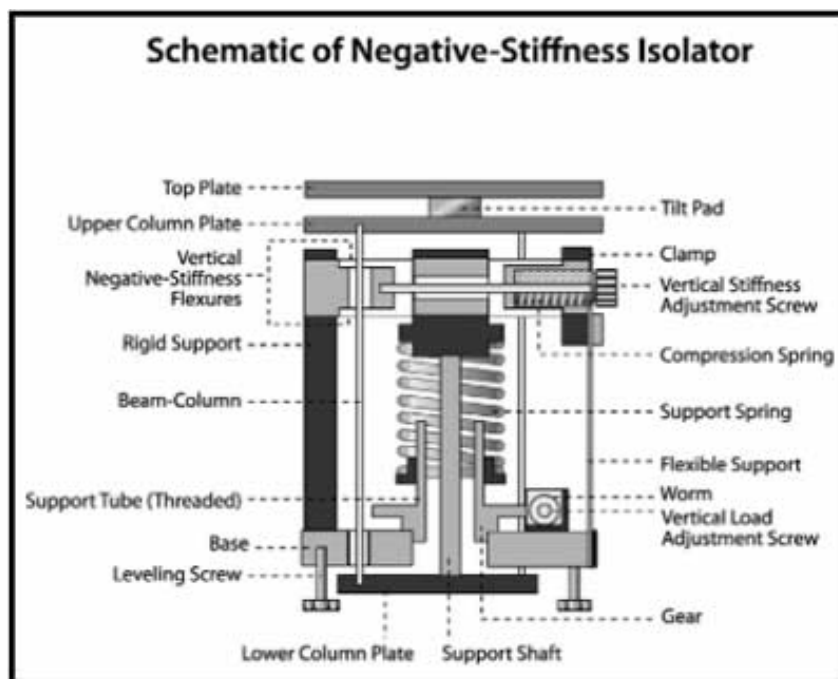 Schematic of Negative-Stiffness Isolator
Top Plate
Tilt Pad
Upper Column Plate
Vertical
Negative-Stiffness
Flexures
Clamp
Vertical Stiffness
Adjustment Screw
Rigid Support
Compression Spring
Beam-Column
Support Spring
Flexible Support
Support Tube (Threaded)
Worm
Vertical Load
Adjustment Screw
Base
Leveling Screw
Gear
Lower Column Plate
Support Shaft